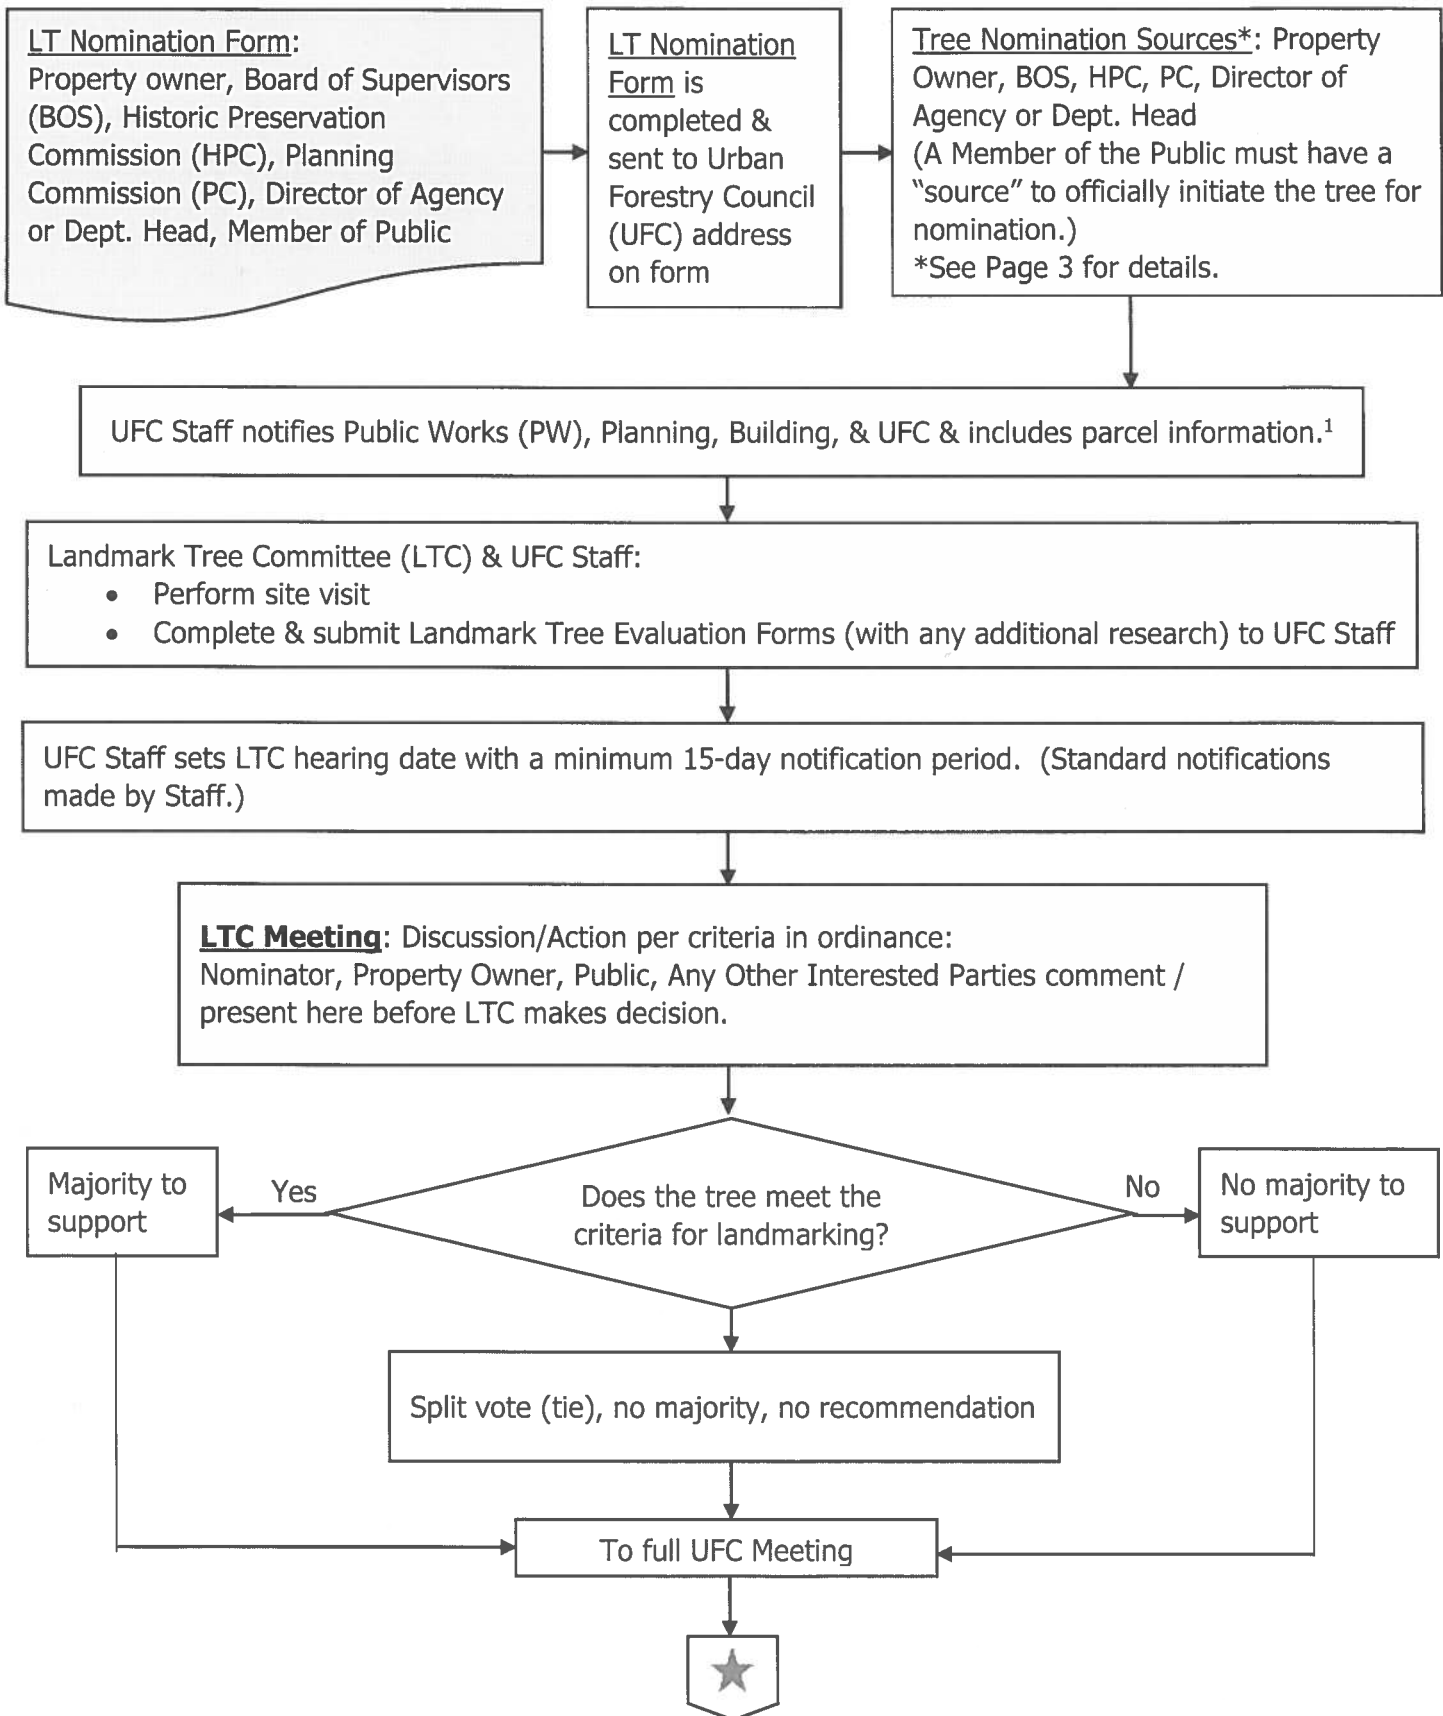 LT Nomination Form:
Property owner, Board of Supervisors
(BOS), Historic Preservation
Commission (HPC), Planning
Commission (PC), Director of Agency
or Dept. Head, Member of Public
LT Nomination
Form is
completed &
sent to Urban
Forestry Council
(UFC) address
on form
Tree Nomination Sources*: Property
Owner, BOS, HPC, PC, Director of
Agency or Dept. Head
(A Member of the Public must have a
"source" to officially initiate the tree for
nomination.)
*See Page 3 for details.
UFC Staff notifies Public Works (PW), Planning, Building, & UFC & includes parcel information.¹
Landmark Tree Committee (LTC) & UFC Staff:
• Perform site visit
• Complete & submit Landmark Tree Evaluation Forms (with any additional research) to UFC Staff
UFC Staff sets LTC hearing date with a minimum 15-day notification period. (Standard notifications
made by Staff.)
LTC Meeting: Discussion/Action per criteria in ordinance:
Nominator, Property Owner, Public, Any Other Interested Parties comment /
present here before LTC makes decision.
Majority to
support
Yes
Does the tree meet the
criteria for landmarking?
No
No majority to
support
Split vote (tie), no majority, no recommendation
To full UFC Meeting